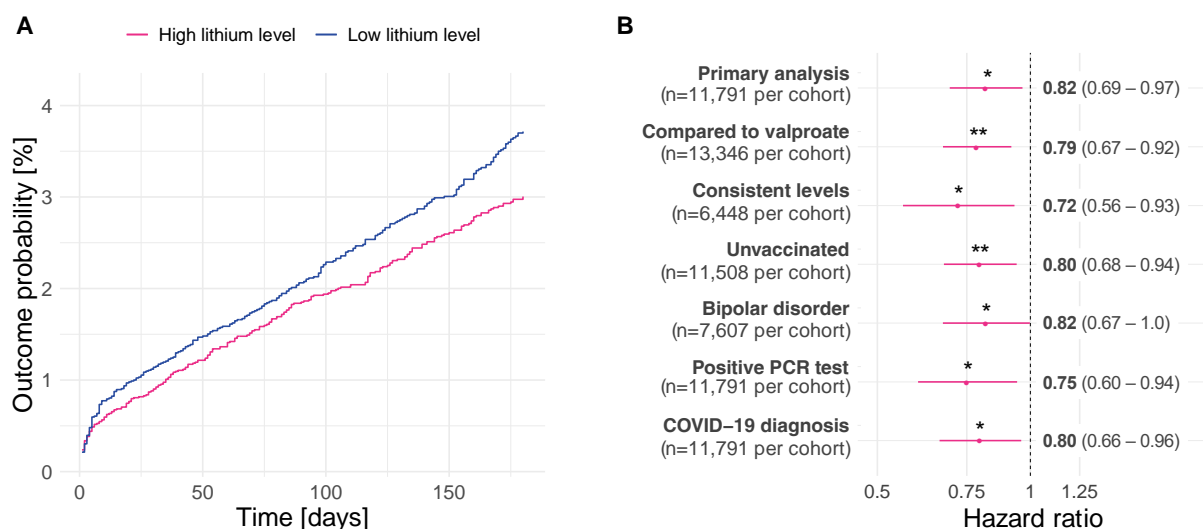 A
High lithium level
Low lithium level
Outcome probability [%]
4
3
2
1
0
0
50
100
150
Time [days]
B
Primary analysis
(n=11,791 per cohort)
*
0.82 (0.69 – 0.97)
Compared to valproate
(n=13,346 per cohort)
**
0.79 (0.67 – 0.92)
Consistent levels
(n=6,448 per cohort)
*
0.72 (0.56 – 0.93)
Unvaccinated
(n=11,508 per cohort)
**
0.80 (0.68 – 0.94)
Bipolar disorder
(n=7,607 per cohort)
*
0.82 (0.67 – 1.0)
Positive PCR test
(n=11,791 per cohort)
*
0.75 (0.60 – 0.94)
COVID−19 diagnosis
(n=11,791 per cohort)
*
0.80 (0.66 – 0.96)
0.5
0.75
1
1.25
Hazard ratio